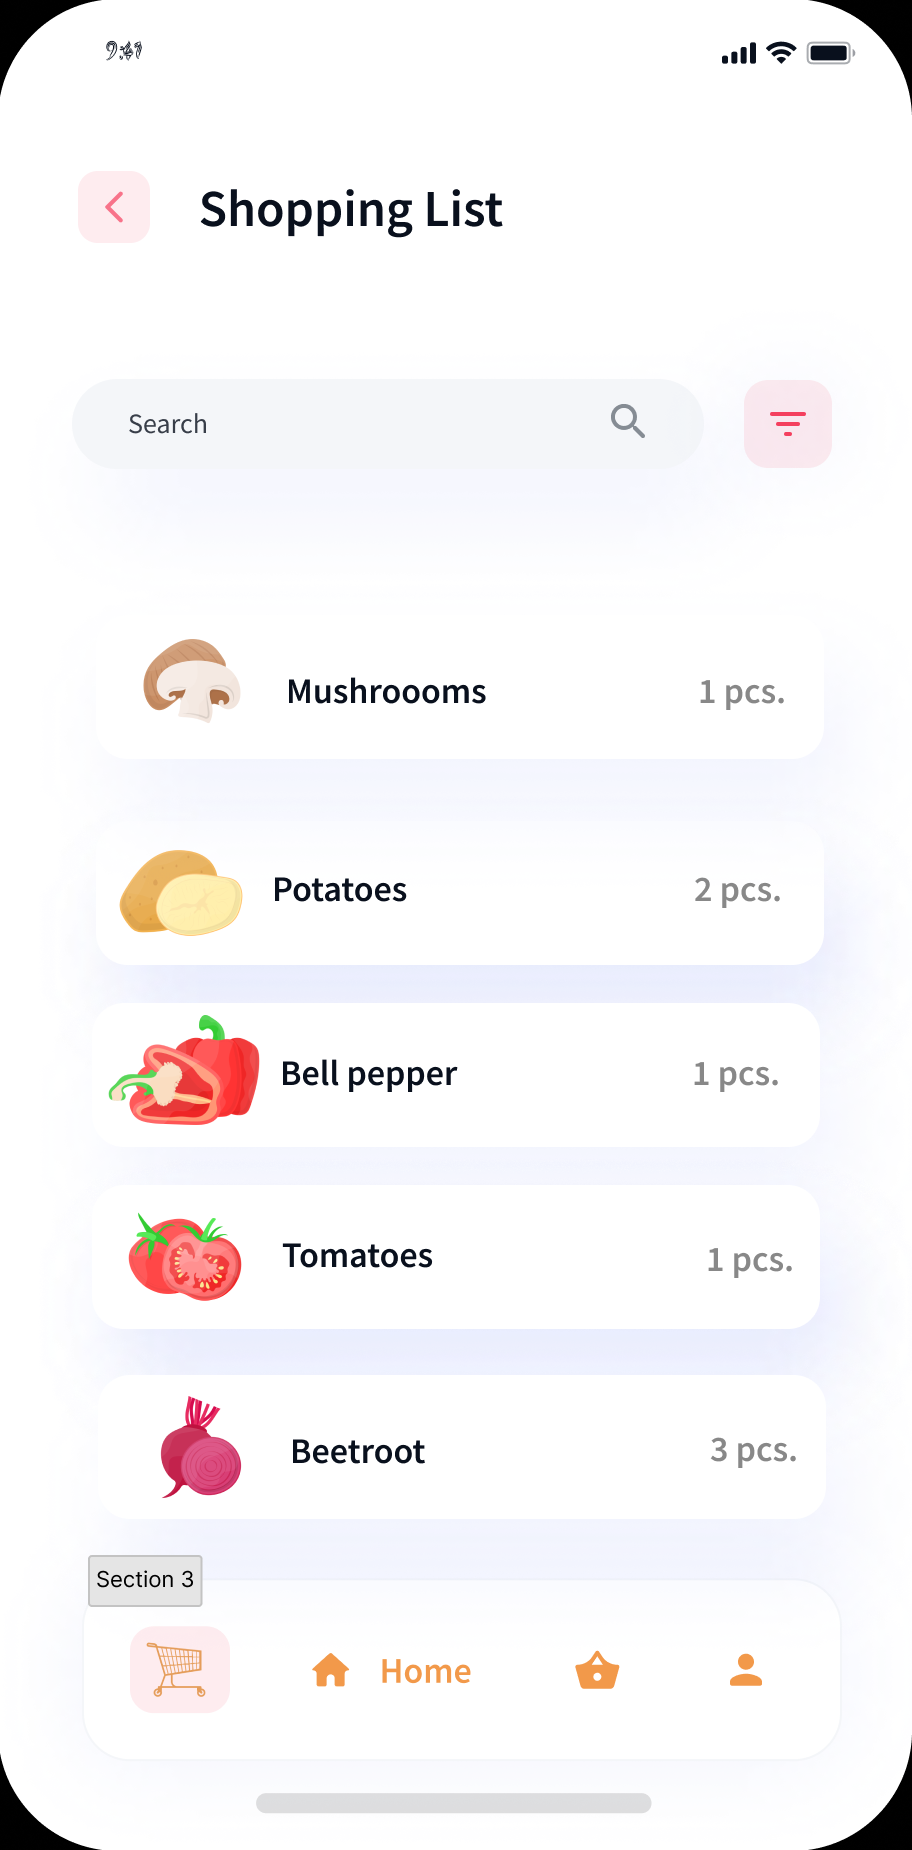 9:41
Shopping List
Search
Mushroooms
1 pcs.
Potatoes
2 pcs.
Bell pepper
1 pcs.
Tomatoes
1 pcs.
Beetroot
3 pcs.
Section 3
Home